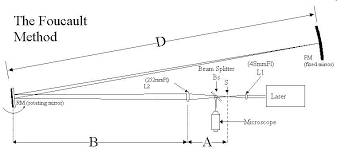 The Foucault
Method
D
Beam Splitter
Bs
(48mmFl)
L1
S
FM
(fixed mirror)
(252mmFl)
L2
Laser
RM (rotating mirror)
Microscope
B
A